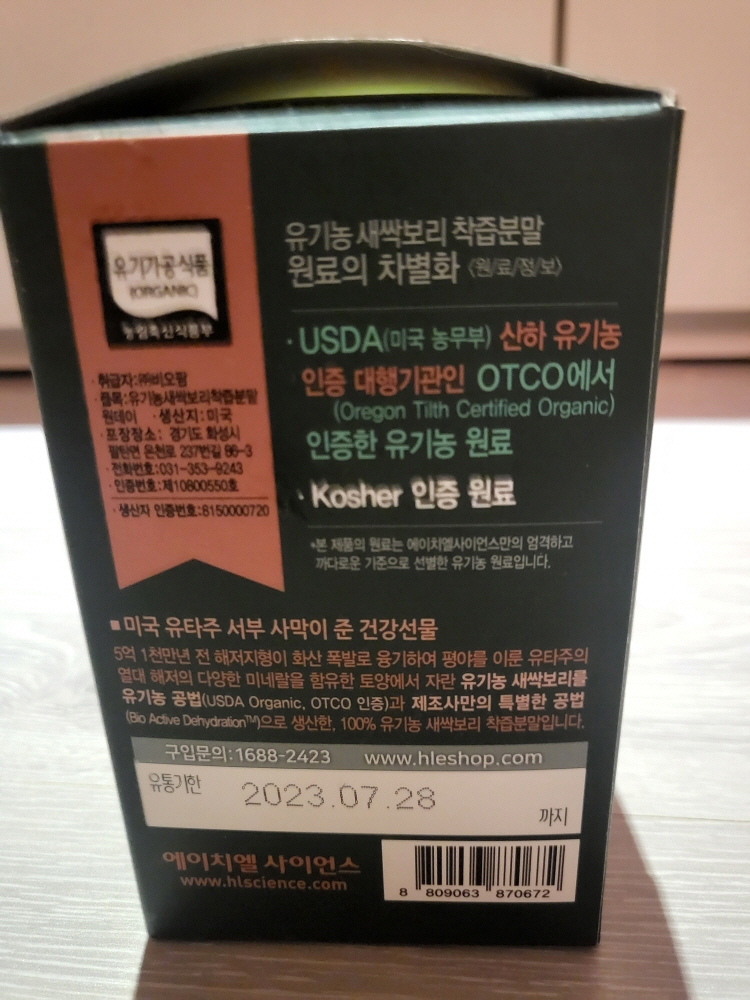 유기가공식품
(ORGANIC)
농림축산식품부
· 취급자:㈜비오팜
· 품목:유기농새싹보리착즙분말
원데이 · 생산지:미국
· 포장장소: 경기도 화성시
팔탄면 온천로 237번길 86-3
· 전화번호:031-353-9243
· 인증번호:제10800550호
· 생산자 인증번호:8150000720
유기농 새싹보리 착즙분말
원료의 차별화 〈원/료/정/보〉
· USDA(미국 농무부) 산하 유기농
인증 대행기관인 OTCO에서
(Oregon Tilth Certified Organic)
인증한 유기농 원료
· Kosher 인증 원료
*본 제품의 원료는 에이치엘사이언스만의 엄격하고
까다로운 기준으로 선별한 유기농 원료입니다.
■ 미국 유타주 서부 사막이 준 건강선물
5억 1천만년 전 해저지형이 화산 폭발로 융기하여 평야를 이룬 유타주의
열대 해저의 다양한 미네랄을 함유한 토양에서 자란 유기농 새싹보리를
유기농 공법(USDA Organic, OTCO 인증)과 제조사만의 특별한 공법
(Bio Active Dehydration™)으로 생산한, 100% 유기농 새싹보리 착즙분말입니다.
구입문의:1688-2423 www.hleshop.com
유통기한 2023.07.28 까지
에이치엘 사이언스
www.hlscience.com
8 809063 870672